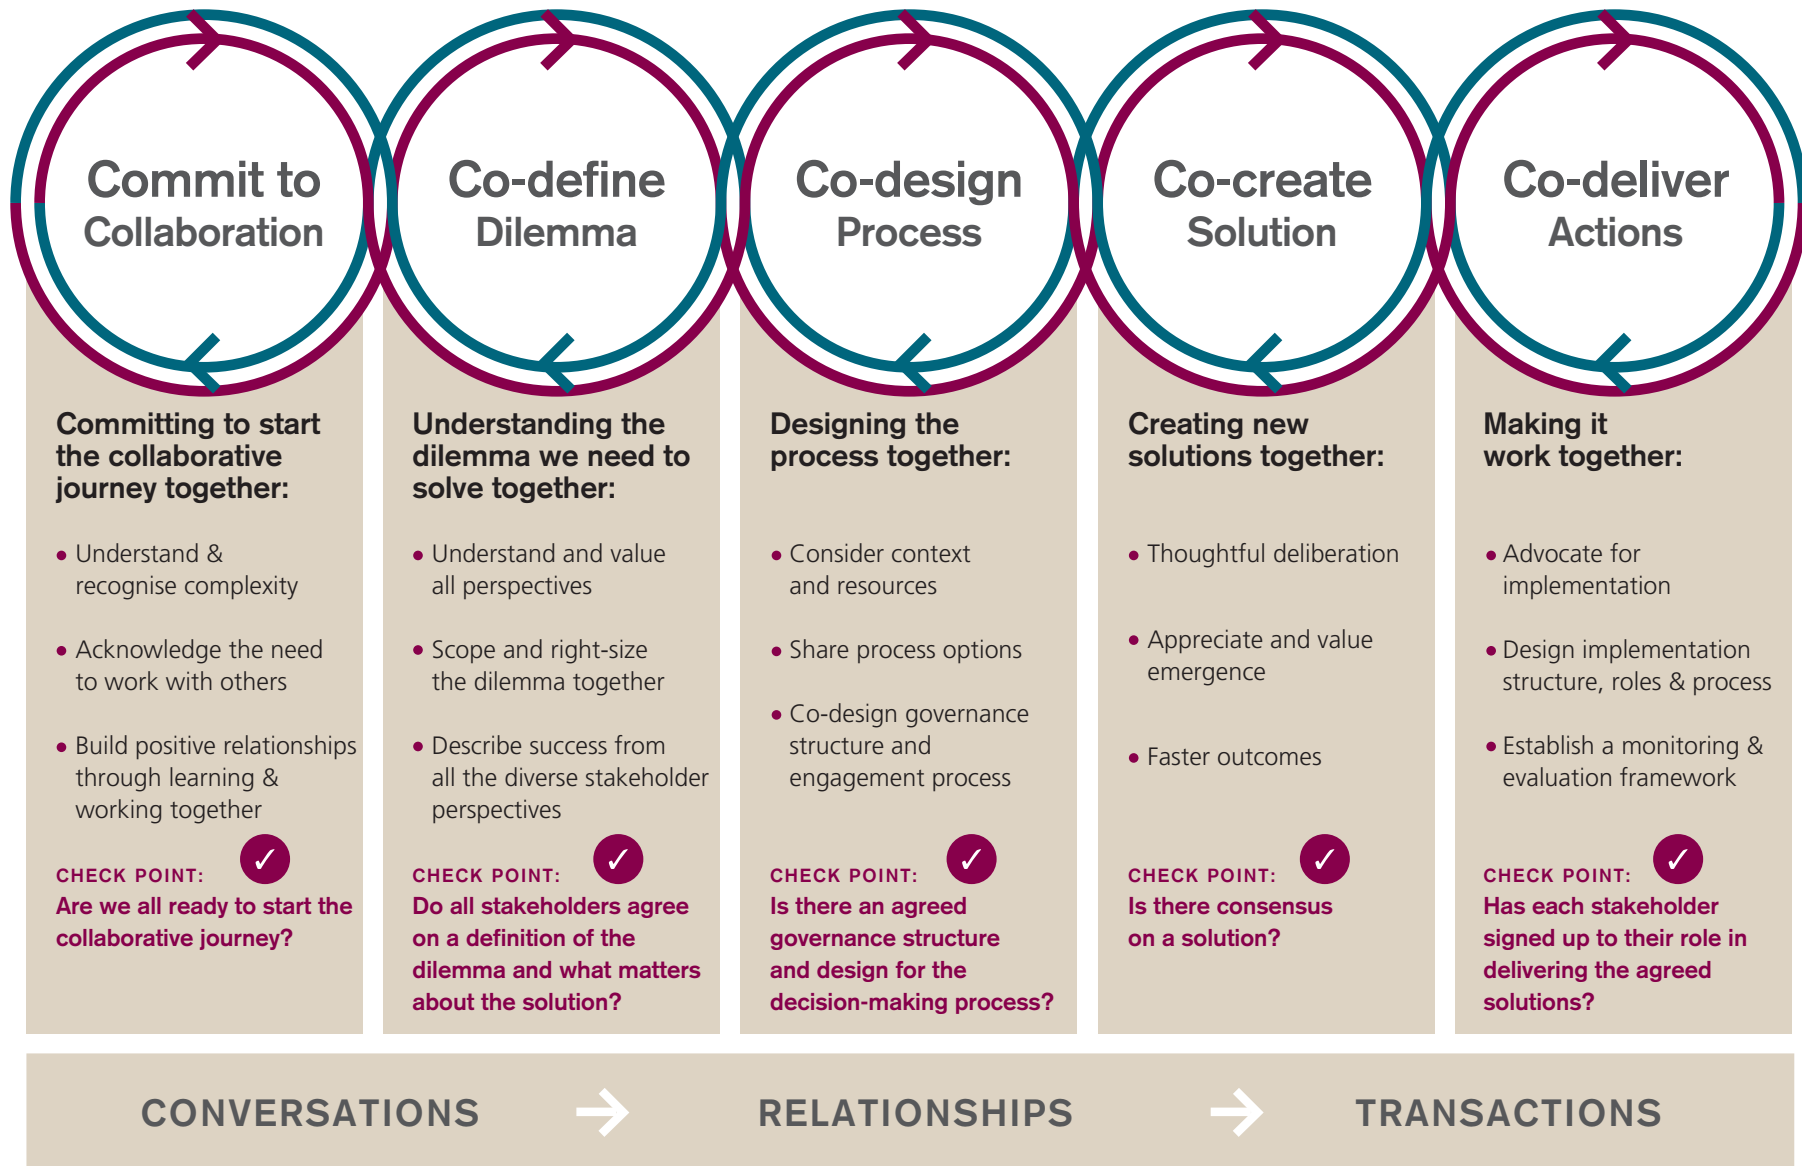 Commit to
Collaboration
Committing to start
the collaborative
journey together:
• Understand &
recognise complexity
• Acknowledge the need
to work with others
• Build positive relationships
through learning &
working together
CHECK POINT: ✓
Are we all ready to start the
collaborative journey?
Co-define
Dilemma
Understanding the
dilemma we need to
solve together:
• Understand and value
all perspectives
• Scope and right-size
the dilemma together
• Describe success from
all the diverse stakeholder
perspectives
CHECK POINT: ✓
Do all stakeholders agree
on a definition of the
dilemma and what matters
about the solution?
Co-design
Process
Designing the
process together:
• Consider context
and resources
• Share process options
• Co-design governance
structure and
engagement process
CHECK POINT: ✓
Is there an agreed
governance structure
and design for the
decision-making process?
Co-create
Solution
Creating new
solutions together:
• Thoughtful deliberation
• Appreciate and value
emergence
• Faster outcomes
CHECK POINT: ✓
Is there consensus
on a solution?
Co-deliver
Actions
Making it
work together:
• Advocate for
implementation
• Design implementation
structure, roles & process
• Establish a monitoring &
evaluation framework
CHECK POINT: ✓
Has each stakeholder
signed up to their role in
delivering the agreed
solutions?
CONVERSATIONS → RELATIONSHIPS → TRANSACTIONS